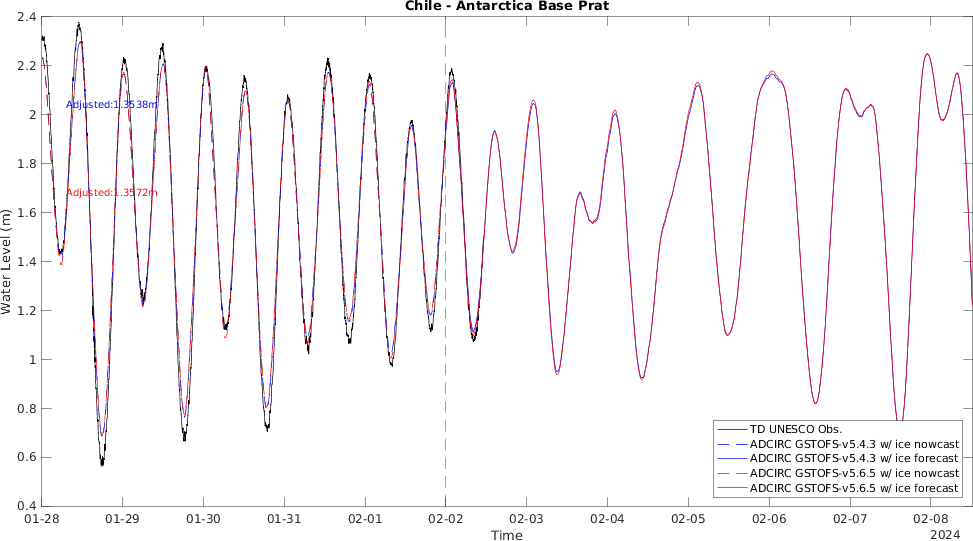 Chile - Antarctica Base Prat
Water Level (m)
2.4
2.2
2
1.8
1.6
1.4
1.2
1
0.8
0.6
0.4
Adjusted:1.3538m
Adjusted:1.3572m
TD UNESCO Obs.
ADCIRC GSTOFS-v5.4.3 w/ ice nowcast
ADCIRC GSTOFS-v5.4.3 w/ ice forecast
ADCIRC GSTOFS-v5.6.5 w/ ice nowcast
ADCIRC GSTOFS-v5.6.5 w/ ice forecast
01-28 01-29 01-30 01-31 02-01 02-02 02-03 02-04 02-05 02-06 02-07 02-08
Time
2024